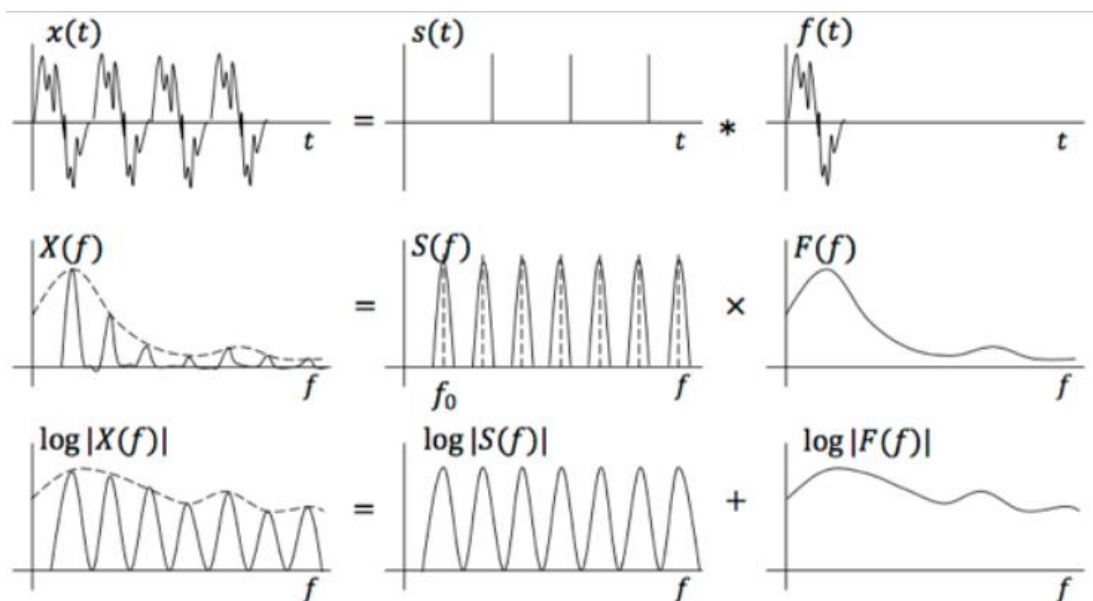 x(t) s(t) f(t)
t = t * t
X(f) S(f) F(f)
= ×
f f₀ f f
log|X(f)| log|S(f)| log|F(f)|
= +
f f f